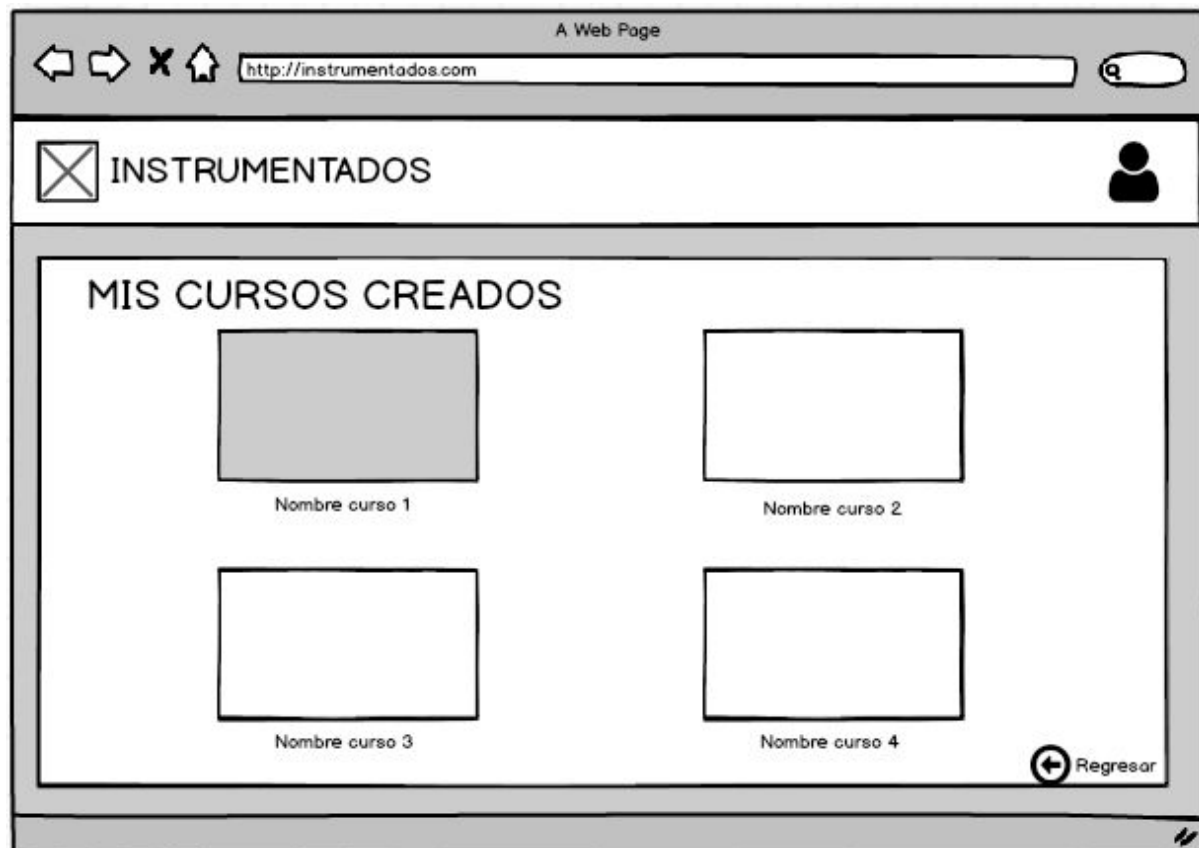 A Web Page
http://instrumentados.com
INSTRUMENTADOS
MIS CURSOS CREADOS
Nombre curso 1
Nombre curso 2
Nombre curso 3
Nombre curso 4
Regresar